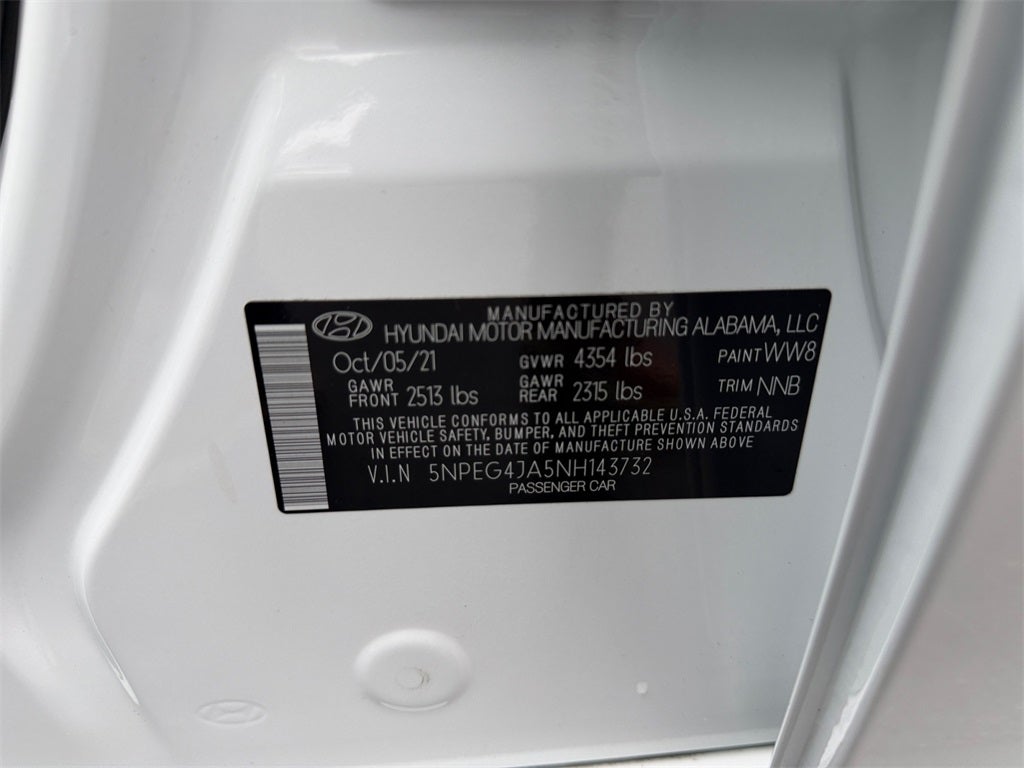 MANUFACTURED BY
HYUNDAI MOTOR MANUFACTURING ALABAMA, LLC
Oct/05/21 GVWR 4354 lbs PAINT WW8
GAWR FRONT 2513 lbs GAWR REAR 2315 lbs TRIM NNB
THIS VEHICLE CONFORMS TO ALL APPLICABLE U.S.A. FEDERAL
MOTOR VEHICLE SAFETY, BUMPER, AND THEFT PREVENTION STANDARDS
IN EFFECT ON THE DATE OF MANUFACTURE SHOWN ABOVE
V.I.N 5NPEG4JA5NH143732
PASSENGER CAR